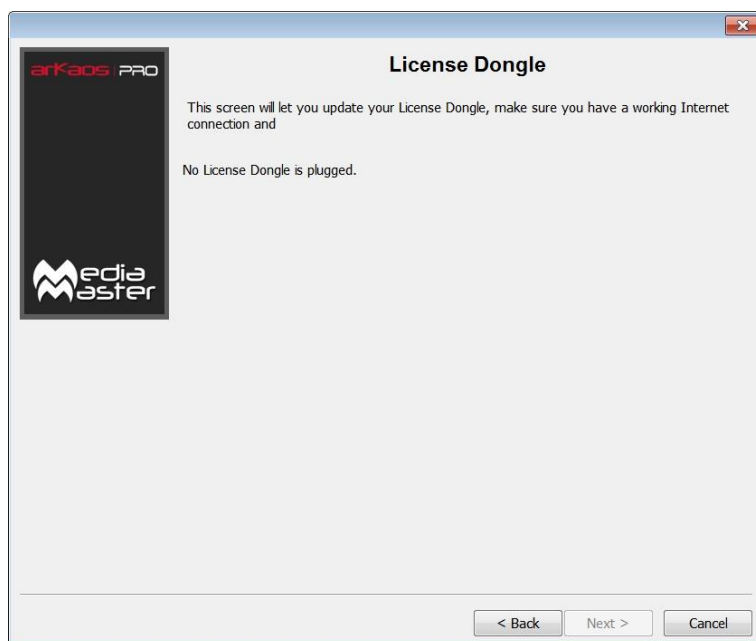 License Dongle
arKaos PRO
This screen will let you update your License Dongle, make sure you have a working Internet
connection and
No License Dongle is plugged.
Media
Master
< Back
Next >
Cancel